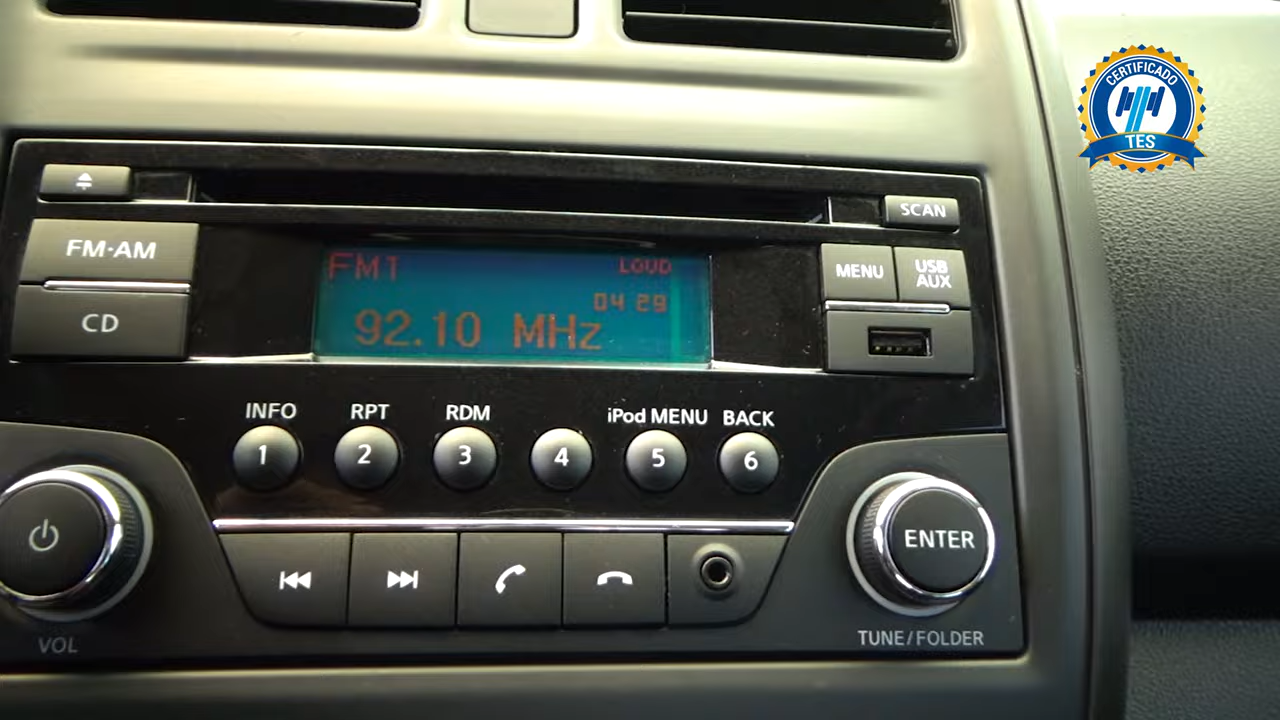 CERTIFICADO
TES
SCAN
FM·AM
CD
FM1
LOUD
04 29
92.10 MHz
MENU
USB
AUX
INFO
RPT
RDM
iPod MENU
BACK
1
2
3
4
5
6
ENTER
VOL
TUNE/FOLDER